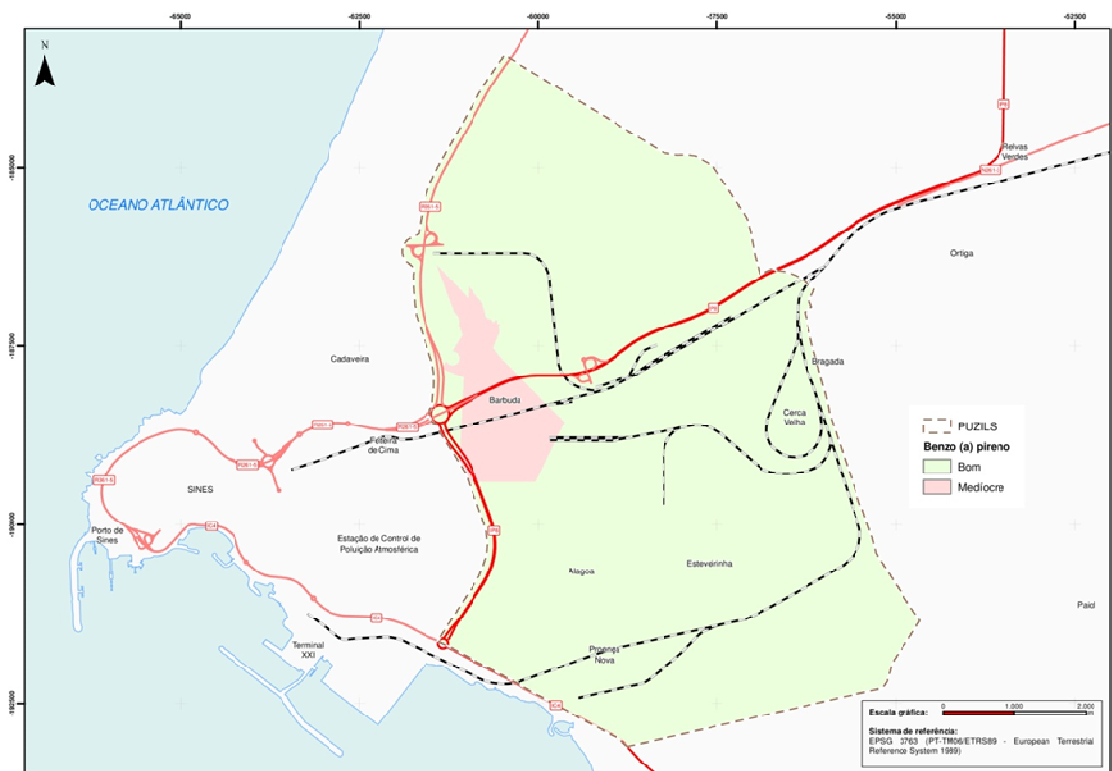 -65000
-62500
-60000
-57500
-55000
-52500
N
-185000
-187500
-190000
-192500
OCEANO ATLÂNTICO
Relvas
Verdes
Ortiga
Cadaveira
Bragada
Barbuda
Cerca
Velha
de Cima
SINES
Porto de
Sines
Estação de Control de
Poluição Atmosférica
Esteveirinha
Terminal
XXI
Nova
PUZILS
Benzo (a) pireno
Bom
Medíocre
Escala gráfica:
0
1.000
2.000
Sistema de referência:
EPSG 3763 (PT-TM06/ETRS89 - European Terrestrial
Reference System 1989)